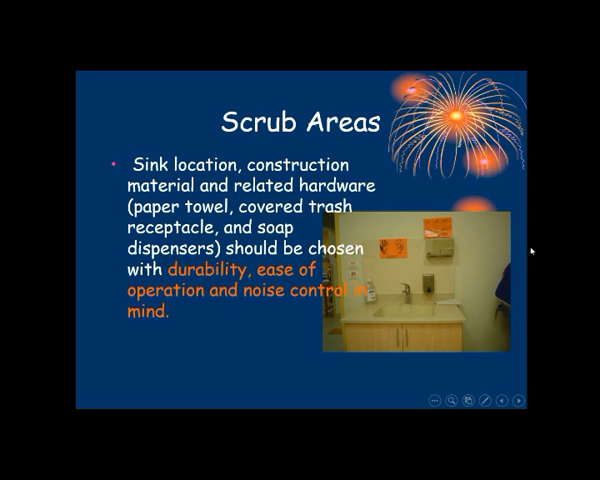 Scrub Areas
• Sink location, construction
material and related hardware
(paper towel, covered trash
receptacle, and soap
dispensers) should be chosen
with durability, ease of
operation and noise control in
mind.